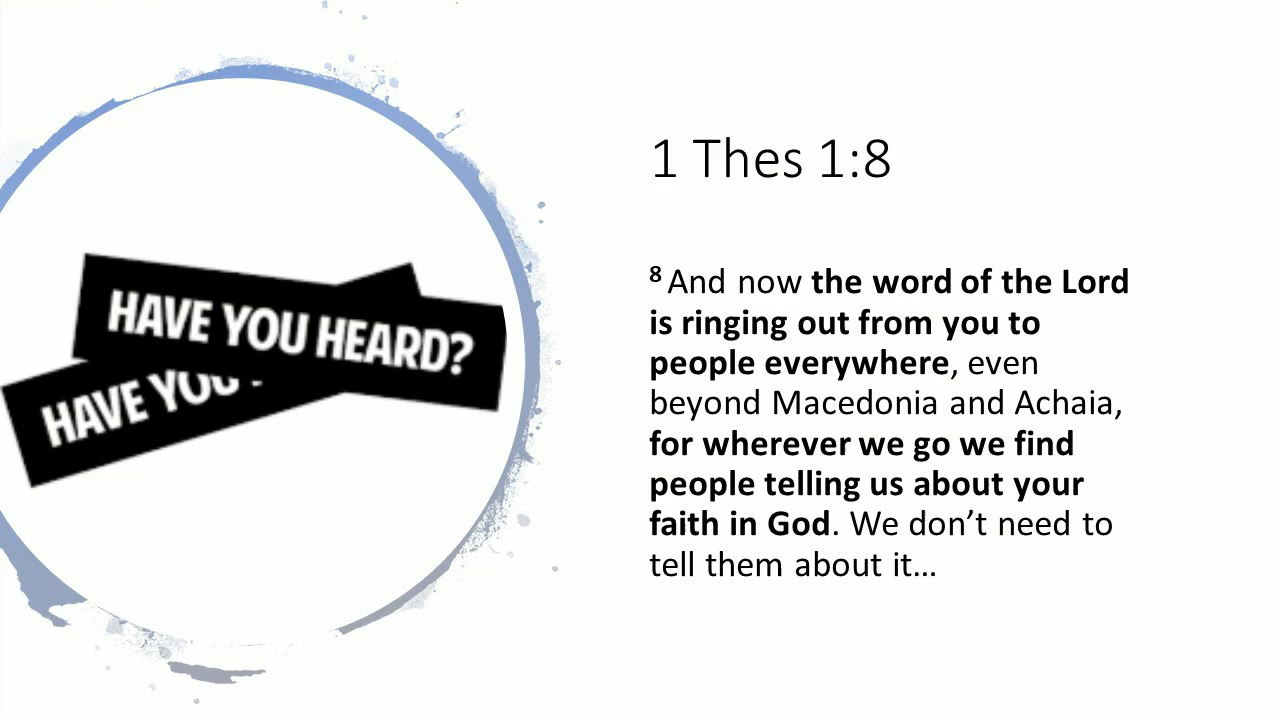 HAVE YOU HEARD?
HAVE YOU
1 Thes 1:8
8 And now the word of the Lord
is ringing out from you to
people everywhere, even
beyond Macedonia and Achaia,
for wherever we go we find
people telling us about your
faith in God. We don’t need to
tell them about it…